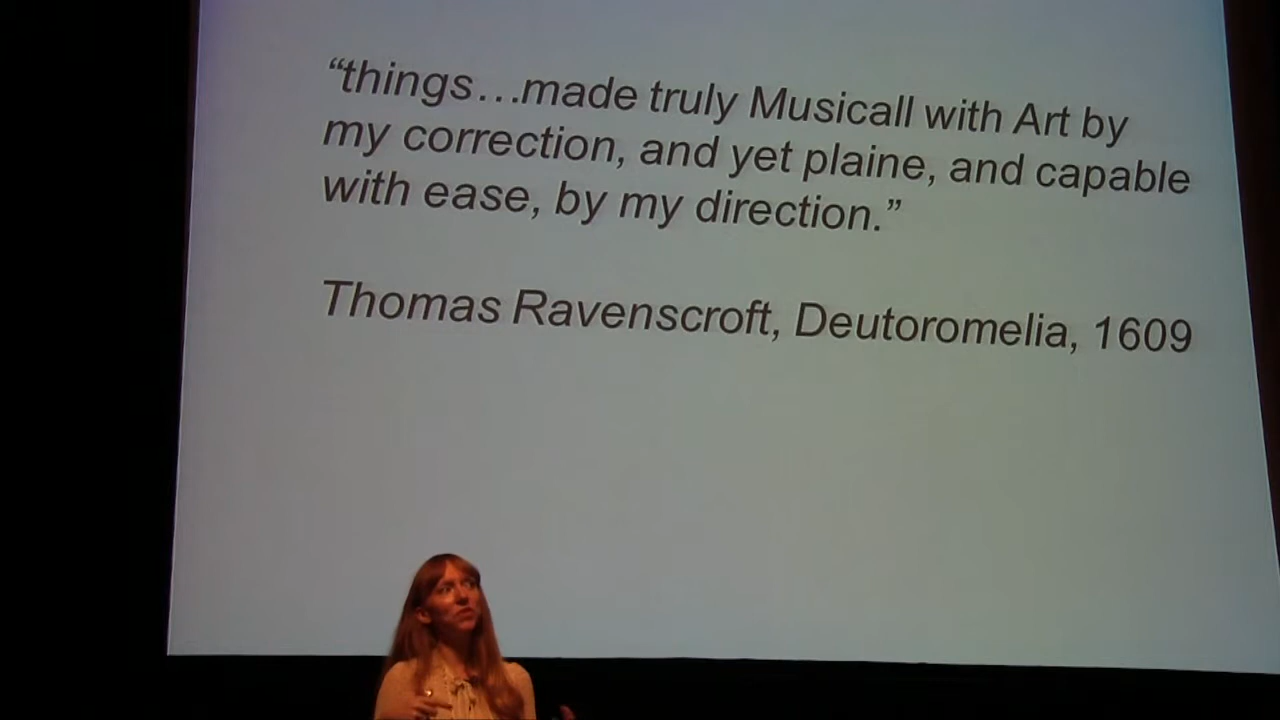 “things…made truly Musicall with Art by
my correction, and yet plaine, and capable
with ease, by my direction.”
Thomas Ravenscroft, Deutoromelia, 1609